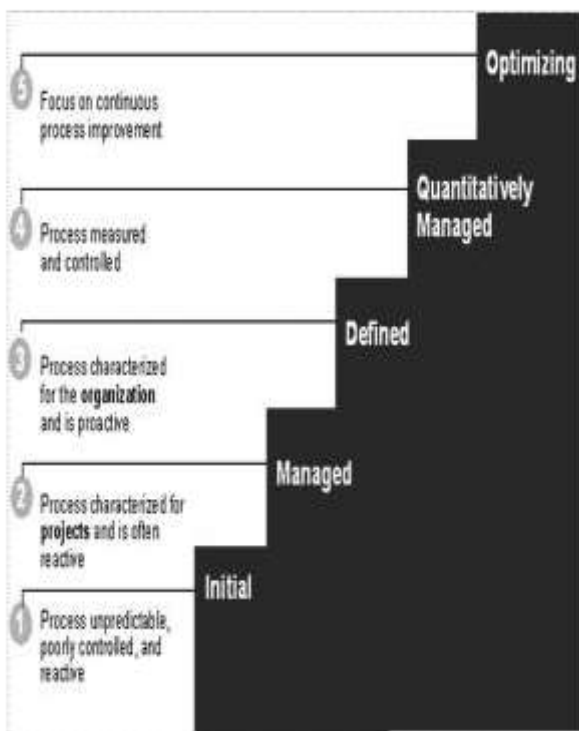 Optimizing
5
Focus on continuous
process improvement
Quantitatively
Managed
4
Process measured
and controlled
Defined
3
Process characterized
for the organization
and is proactive
Managed
2
Process characterized for
projects and is often
reactive
Initial
1
Process unpredictable,
poorly controlled, and
reactive